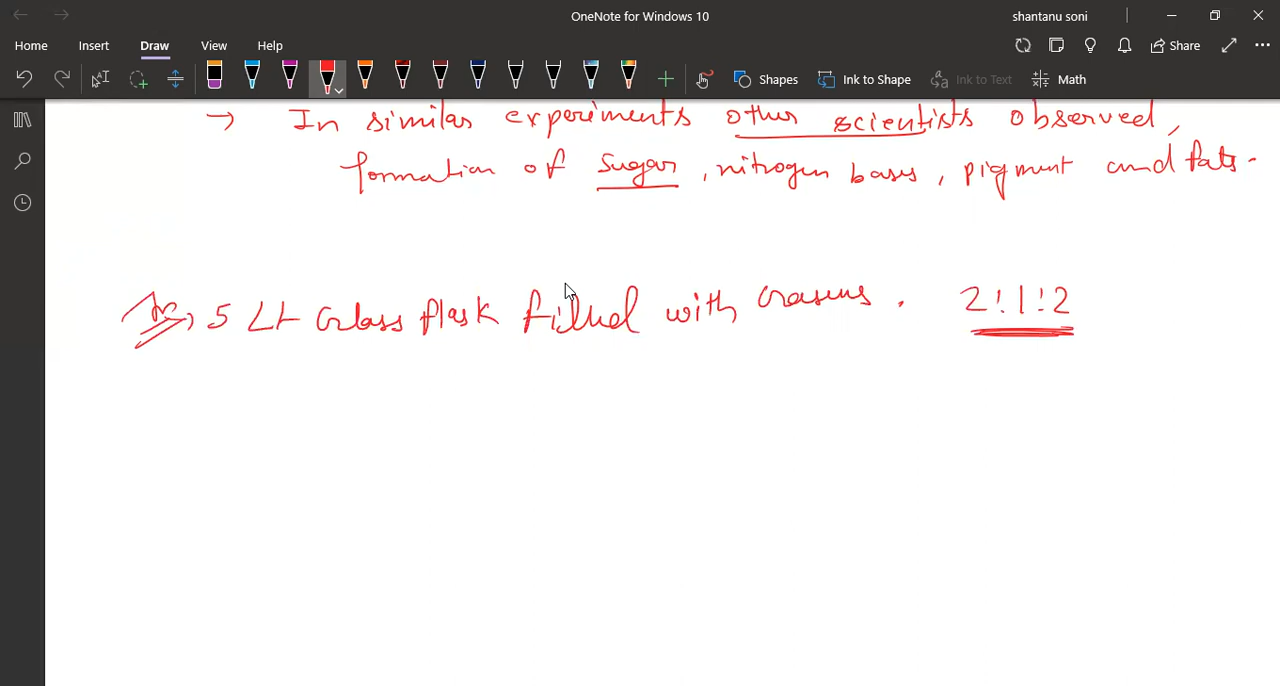 OneNote for Windows 10
shantanu soni
Home Insert Draw View Help
Share
Shapes Ink to Shape Ink to Text Math
→ In similar experiments other scientists observed,
formation of sugar, nitrogen bases, pigment and fats.
5 Lt Glass flask filled with Gaseous. 2:1:2